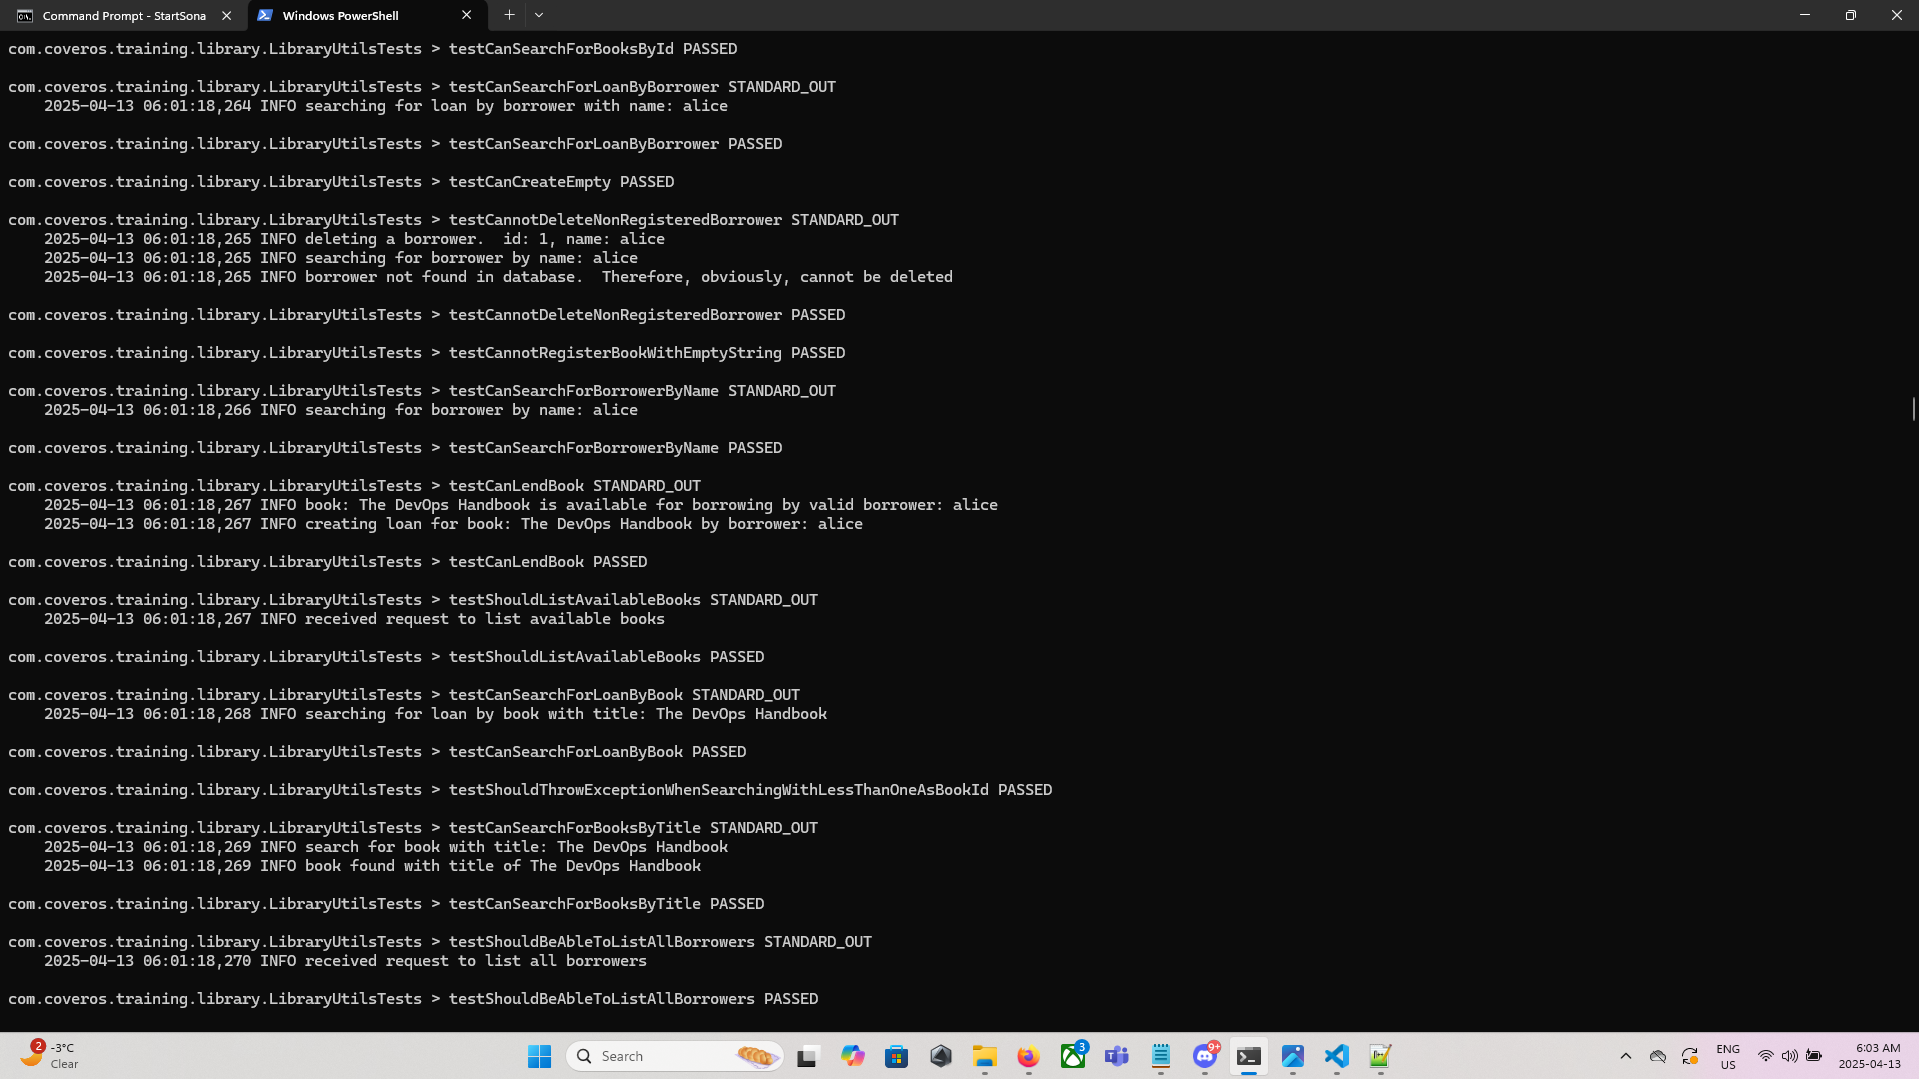 Command Prompt - StartSona
Windows PowerShell
com.coveros.training.library.LibraryUtilsTests > testCanSearchForBooksById PASSED
com.coveros.training.library.LibraryUtilsTests > testCanSearchForLoanByBorrower STANDARD_OUT
2025-04-13 06:01:18,264 INFO searching for loan by borrower with name: alice
com.coveros.training.library.LibraryUtilsTests > testCanSearchForLoanByBorrower PASSED
com.coveros.training.library.LibraryUtilsTests > testCanCreateEmpty PASSED
com.coveros.training.library.LibraryUtilsTests > testCannotDeleteNonRegisteredBorrower STANDARD_OUT
2025-04-13 06:01:18,265 INFO deleting a borrower.  id: 1, name: alice
2025-04-13 06:01:18,265 INFO searching for borrower by name: alice
2025-04-13 06:01:18,265 INFO borrower not found in database.  Therefore, obviously, cannot be deleted
com.coveros.training.library.LibraryUtilsTests > testCannotDeleteNonRegisteredBorrower PASSED
com.coveros.training.library.LibraryUtilsTests > testCannotRegisterBookWithEmptyString PASSED
com.coveros.training.library.LibraryUtilsTests > testCanSearchForBorrowerByName STANDARD_OUT
2025-04-13 06:01:18,266 INFO searching for borrower by name: alice
com.coveros.training.library.LibraryUtilsTests > testCanSearchForBorrowerByName PASSED
com.coveros.training.library.LibraryUtilsTests > testCanLendBook STANDARD_OUT
2025-04-13 06:01:18,267 INFO book: The DevOps Handbook is available for borrowing by valid borrower: alice
2025-04-13 06:01:18,267 INFO creating loan for book: The DevOps Handbook by borrower: alice
com.coveros.training.library.LibraryUtilsTests > testCanLendBook PASSED
com.coveros.training.library.LibraryUtilsTests > testShouldListAvailableBooks STANDARD_OUT
2025-04-13 06:01:18,267 INFO received request to list available books
com.coveros.training.library.LibraryUtilsTests > testShouldListAvailableBooks PASSED
com.coveros.training.library.LibraryUtilsTests > testCanSearchForLoanByBook STANDARD_OUT
2025-04-13 06:01:18,268 INFO searching for loan by book with title: The DevOps Handbook
com.coveros.training.library.LibraryUtilsTests > testCanSearchForLoanByBook PASSED
com.coveros.training.library.LibraryUtilsTests > testShouldThrowExceptionWhenSearchingWithLessThanOneAsBookId PASSED
com.coveros.training.library.LibraryUtilsTests > testCanSearchForBooksByTitle STANDARD_OUT
2025-04-13 06:01:18,269 INFO search for book with title: The DevOps Handbook
2025-04-13 06:01:18,269 INFO book found with title of The DevOps Handbook
com.coveros.training.library.LibraryUtilsTests > testCanSearchForBooksByTitle PASSED
com.coveros.training.library.LibraryUtilsTests > testShouldBeAbleToListAllBorrowers STANDARD_OUT
2025-04-13 06:01:18,270 INFO received request to list all borrowers
com.coveros.training.library.LibraryUtilsTests > testShouldBeAbleToListAllBorrowers PASSED
2
-3°C
Clear
Search
3
9+
ENG
US
6:03 AM
2025-04-13